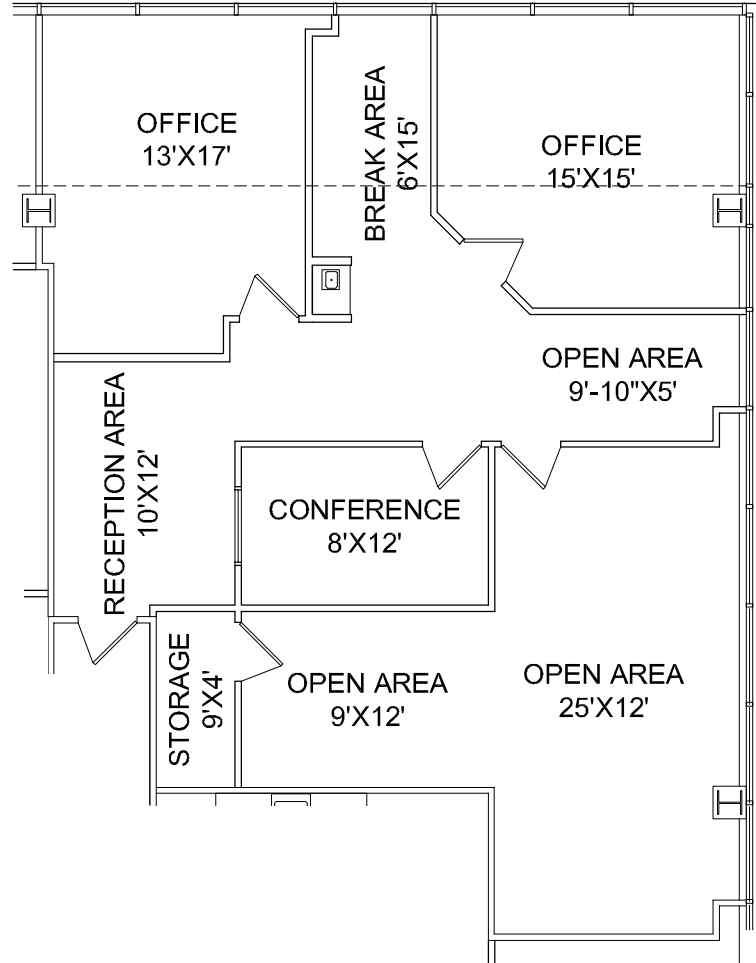 OFFICE
13'X17'
BREAK AREA
6'X15'
OFFICE
15'X15'
OPEN AREA
9'-10"X5'
RECEPTION AREA
10'X12'
CONFERENCE
8'X12'
STORAGE
9'X4'
OPEN AREA
9'X12'
OPEN AREA
25'X12'